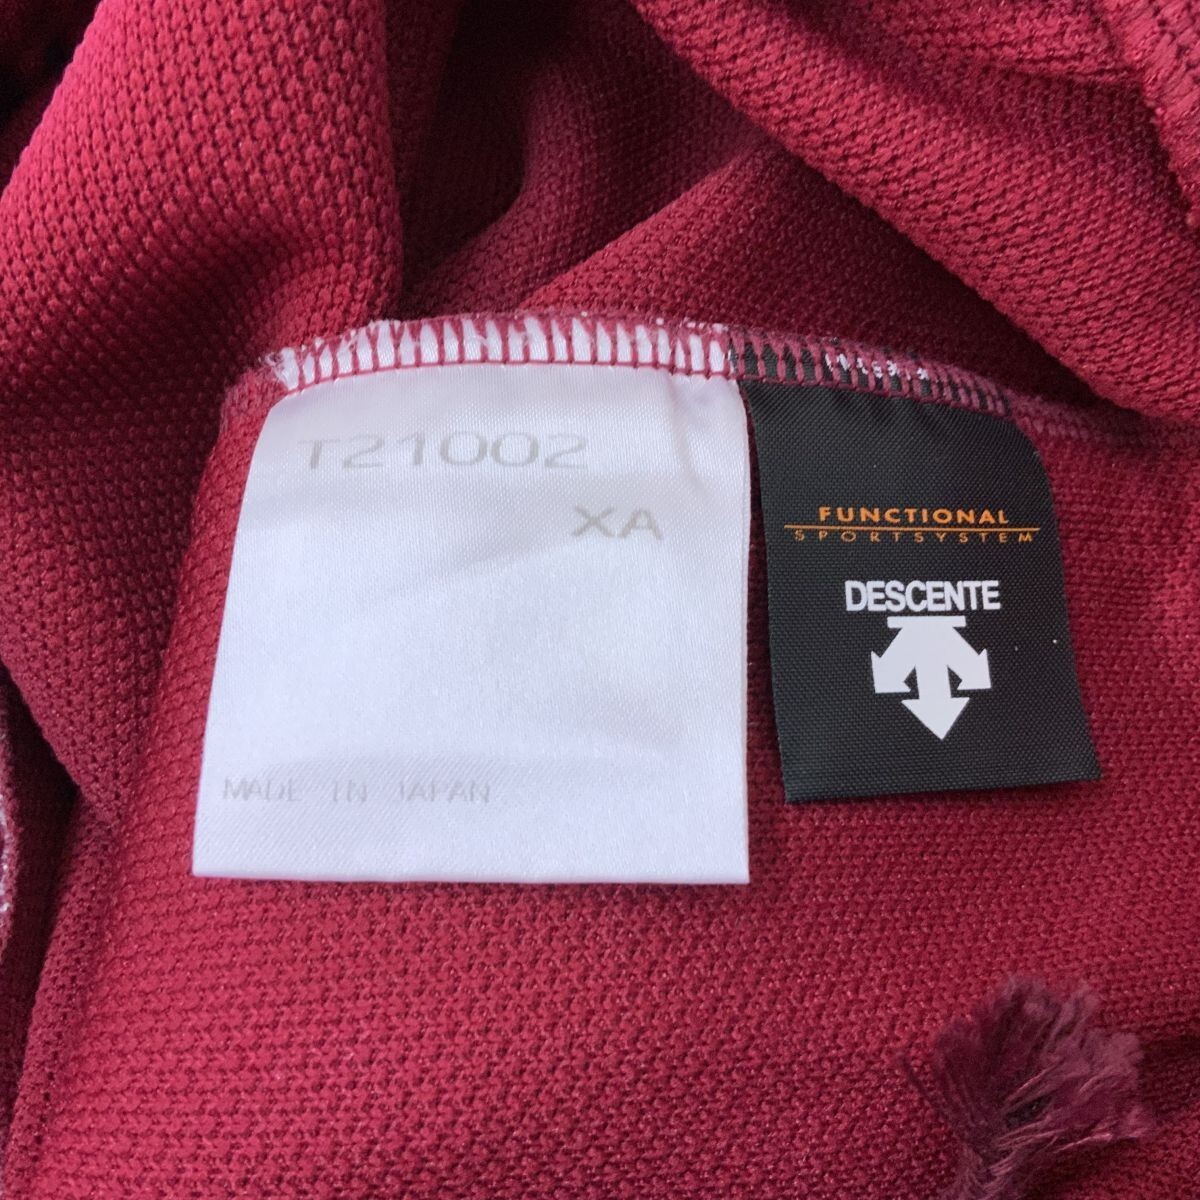 T21002
XA
MADE IN JAPAN
FUNCTIONAL
SPORTSYSTEM
DESCENTE